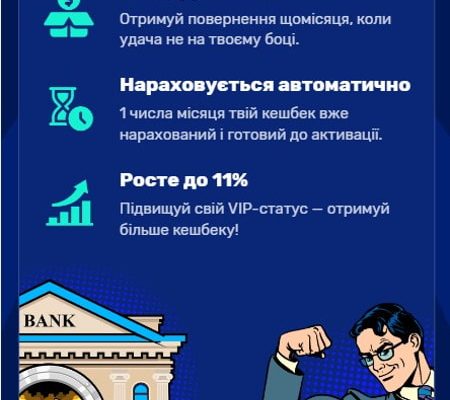 Отримуй повернення щомісяця, коли
удача не на твоєму боці.
Нараховується автоматично
1 числа місяця твій кешбек вже
нарахований і готовий до активації.
Росте до 11%
Підвищуй свій VIP-статус — отримуй
більше кешбеку!
BANK